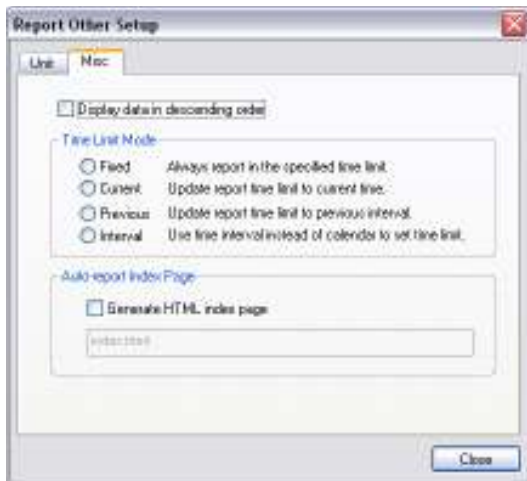 Report Other Setup
Unit Misc
Display data in descending order
Time Limit Mode
Fixed Always report in the specified time limit.
Current Update report time limit to current time.
Previous Update report time limit to previous interval.
Interval Use time interval instead of calendar to set time limit.
Auto report Index Page
Generate HTML index page
index.html
Close